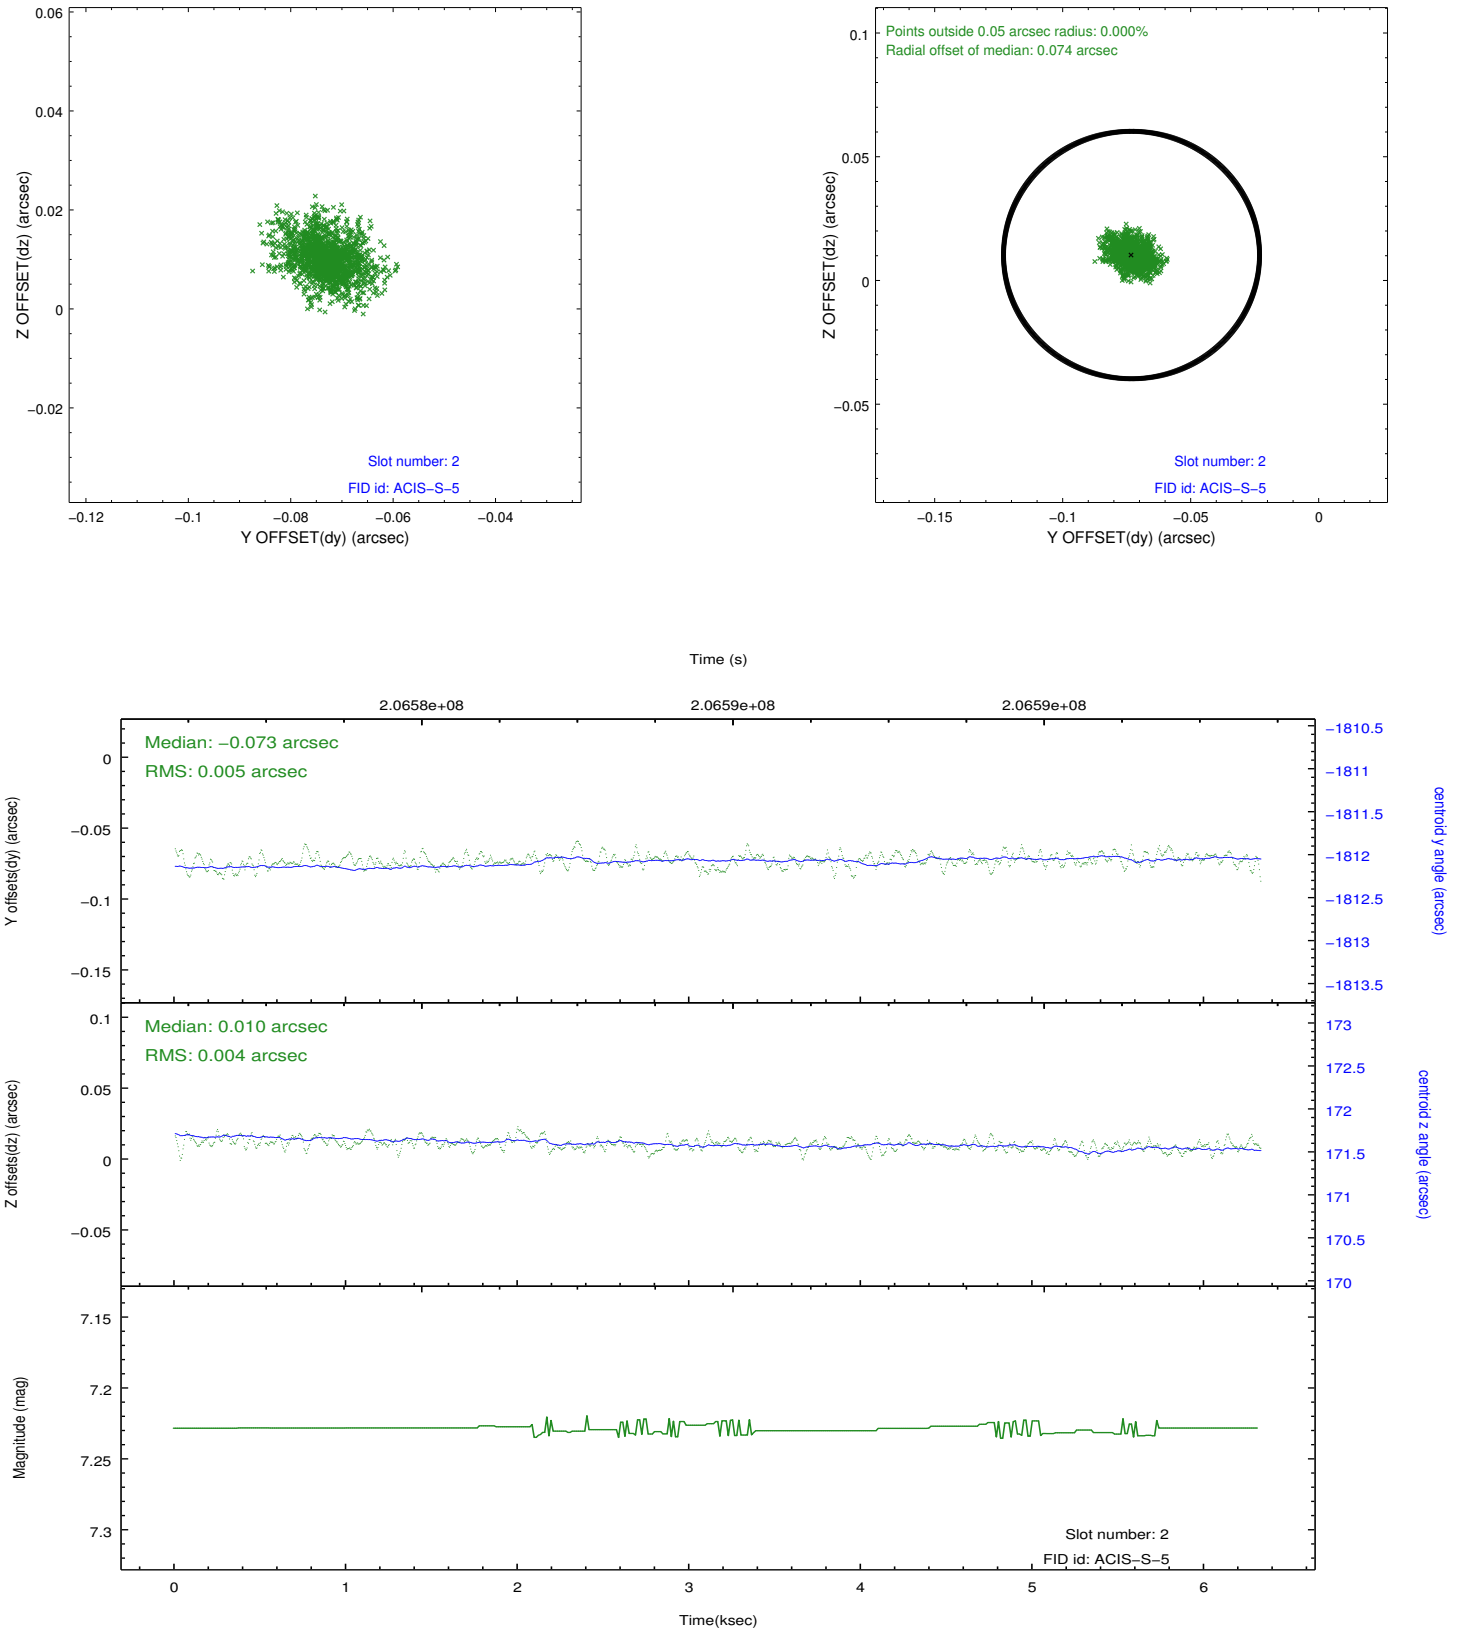 0.06
0.04
0.02
0
−0.02
Z OFFSET(dz) (arcsec)
Slot number: 2
FID id: ACIS−S−5
−0.12
−0.1
−0.08
−0.06
−0.04
Y OFFSET(dy) (arcsec)
Points outside 0.05 arcsec radius: 0.000%
Radial offset of median: 0.074 arcsec
0.1
0.05
0
−0.05
Z OFFSET(dz) (arcsec)
Slot number: 2
FID id: ACIS−S−5
−0.15
−0.1
−0.05
0
Y OFFSET(dy) (arcsec)
Time (s)
2.0658e+08
2.0659e+08
2.0659e+08
Median: −0.073 arcsec
RMS: 0.005 arcsec
0
−0.05
−0.1
−0.15
Y offsets(dy) (arcsec)
−1810.5
−1811
−1811.5
−1812
−1812.5
−1813
−1813.5
centroid y angle (arcsec)
Median: 0.010 arcsec
RMS: 0.004 arcsec
0.1
0.05
0
−0.05
Z offsets(dz) (arcsec)
173
172.5
172
171.5
171
170.5
170
centroid z angle (arcsec)
7.15
7.2
7.25
7.3
Magnitude (mag)
Slot number: 2
FID id: ACIS−S−5
0
1
2
3
4
5
6
Time(ksec)